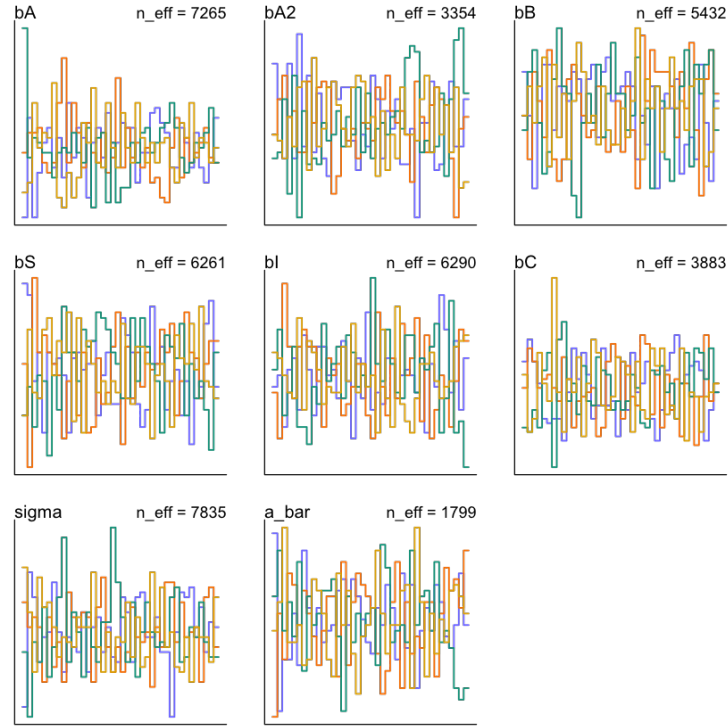 bA n_eff = 7265
bA2 n_eff = 3354
bB n_eff = 5432
bS n_eff = 6261
bI n_eff = 6290
bC n_eff = 3883
sigma n_eff = 7835
a_bar n_eff = 1799